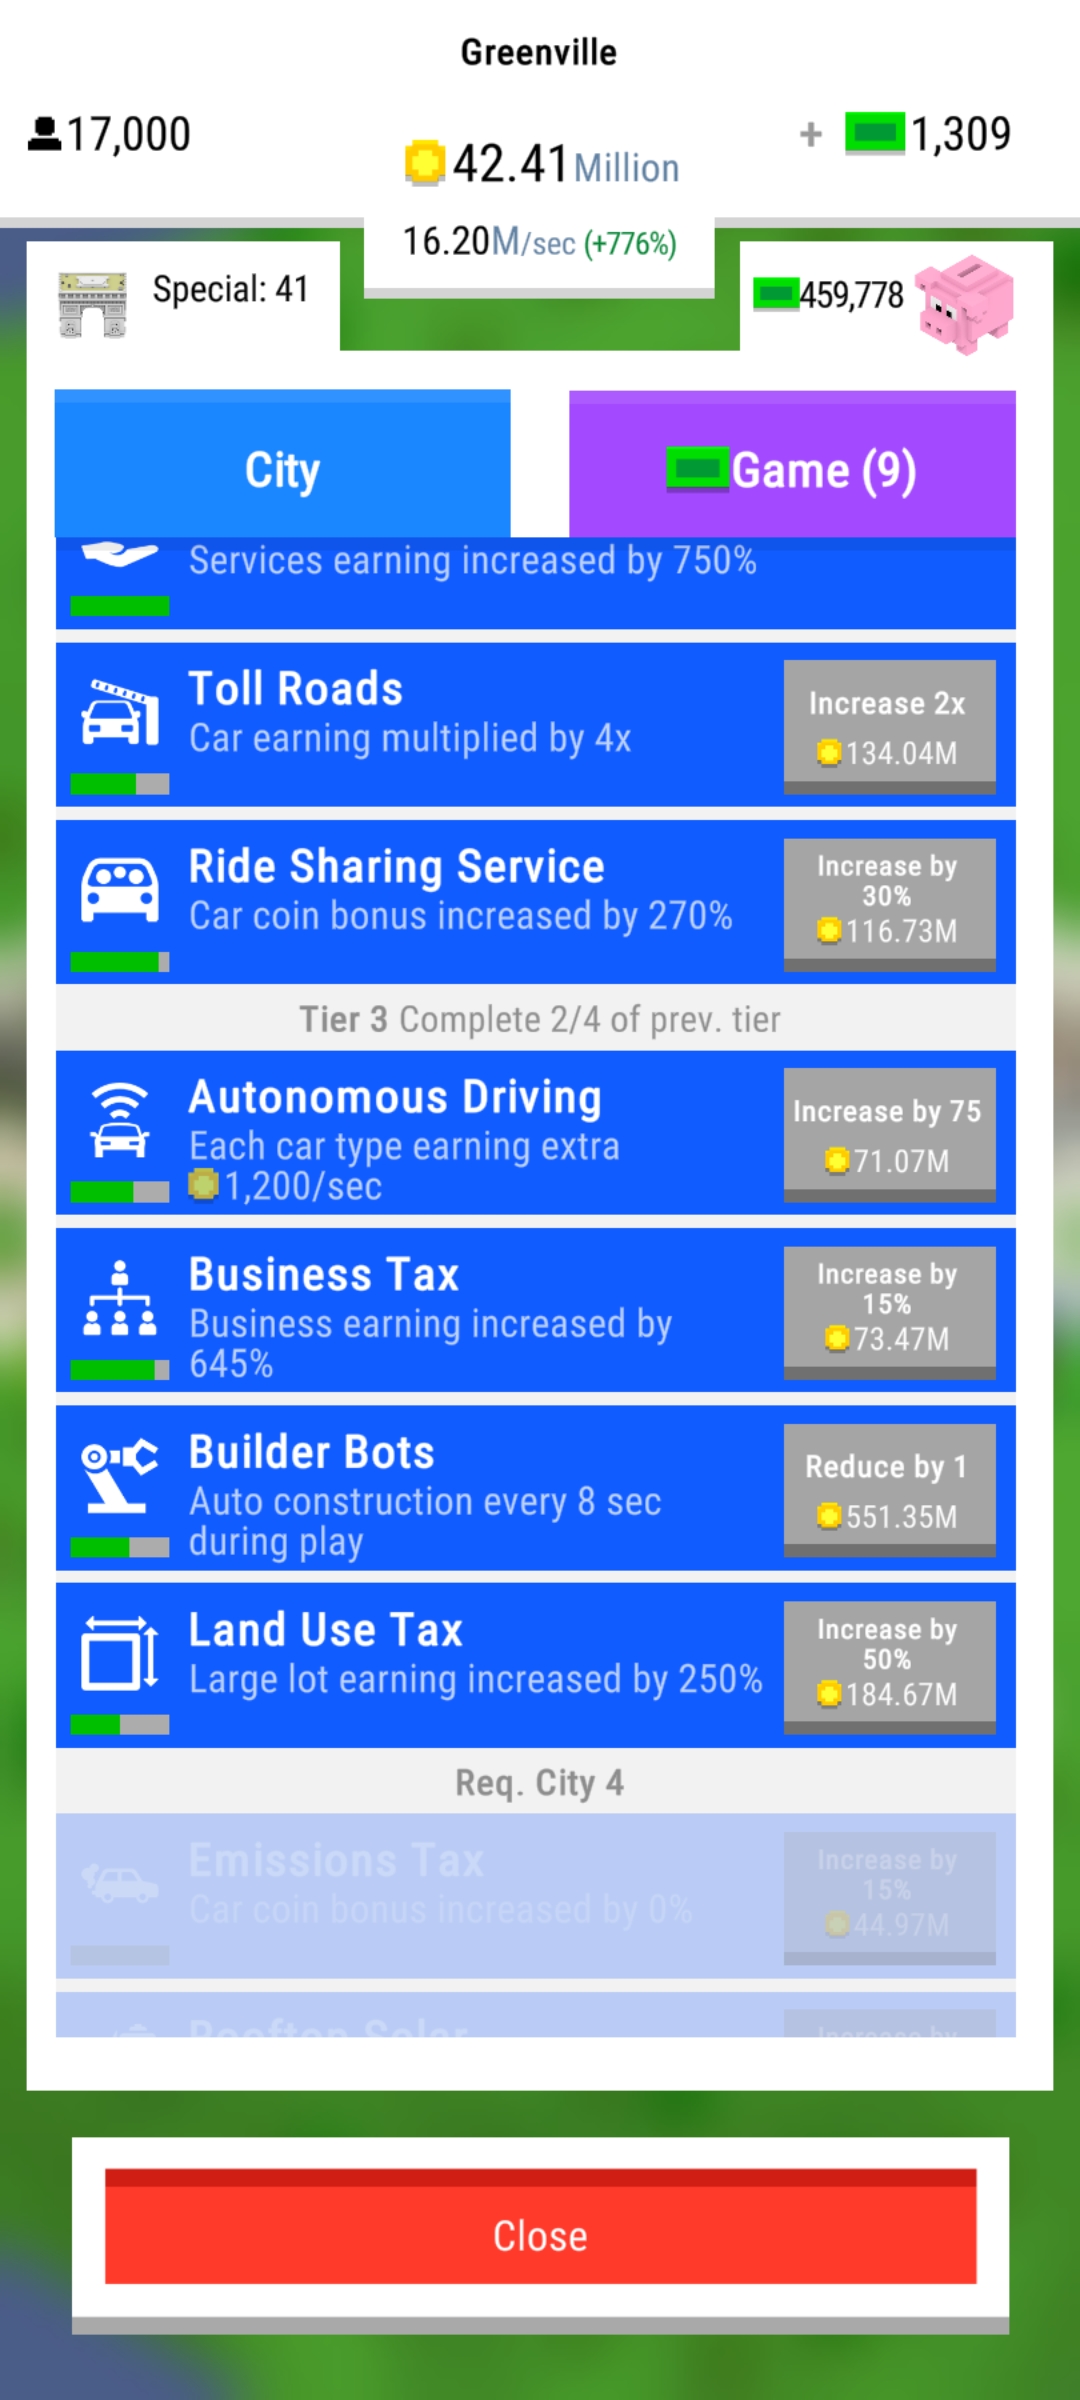 Greenville
17,000
42.41 Million
+ 1,309
16.20M/sec (+776%)
Special: 41
459,778
City
Game (9)
Services earning increased by 750%
Toll Roads
Car earning multiplied by 4x
Increase 2x
134.04M
Ride Sharing Service
Car coin bonus increased by 270%
Increase by
30%
116.73M
Tier 3 Complete 2/4 of prev. tier
Autonomous Driving
Each car type earning extra
1,200/sec
Increase by 75
71.07M
Business Tax
Business earning increased by
645%
Increase by
15%
73.47M
Builder Bots
Auto construction every 8 sec
during play
Reduce by 1
551.35M
Land Use Tax
Large lot earning increased by 250%
Increase by
50%
184.67M
Req. City 4
Emissions Tax
Car coin bonus increased by 0%
Increase by
15%
44.97M
Rooftop Solar
Increase by
Close